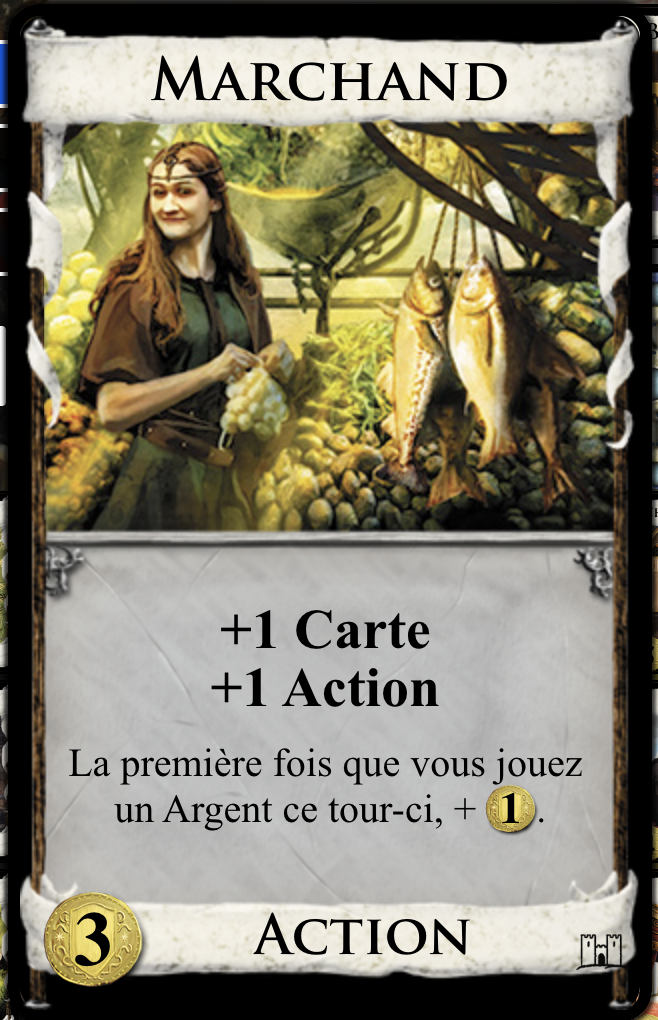 MARCHAND
+1 Carte
+1 Action
La première fois que vous jouez
un Argent ce tour-ci, + 1.
3
ACTION